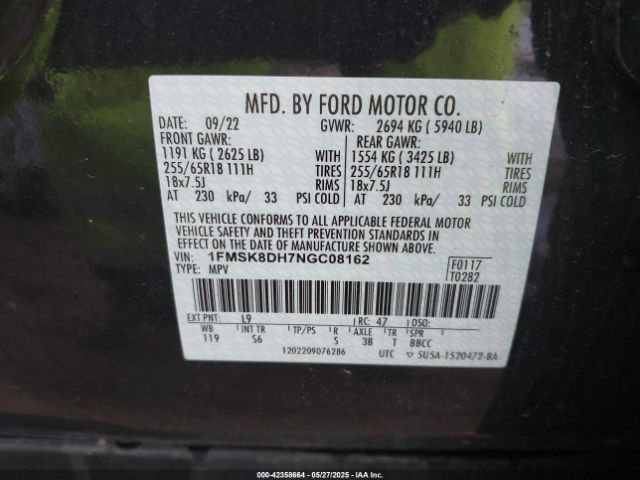 MFD. BY FORD MOTOR CO.
DATE: 09/22 GVWR: 2694 KG ( 5940 LB)
FRONT GAWR: REAR GAWR:
1191 KG ( 2625 LB) WITH 1554 KG ( 3425 LB) WITH
255/65R18 111H TIRES 255/65R18 111H TIRES
18x7.5J RIMS 18x7.5J RIMS
AT 230 kPa/ 33 PSI COLD AT 230 kPa/ 33 PSI COLD
THIS VEHICLE CONFORMS TO ALL APPLICABLE FEDERAL MOTOR
VEHICLE SAFETY AND THEFT PREVENTION STANDARDS IN EFFECT
ON THE DATE OF MANUFACTURE SHOWN ABOVE.
VIN: 1FMSK8DH7NGC08162 F0117
TYPE: MPV T0282
EXT PNT: L9 RC: 47 DSO:
WB INT TR TP/PS R AXLE TR SPR
119 S6 S 3B T BBCC
1202209076286 UTC ▽ 5U5A-1520472-BA
000-42358664 | 05/27/2025 | IAAI.COM